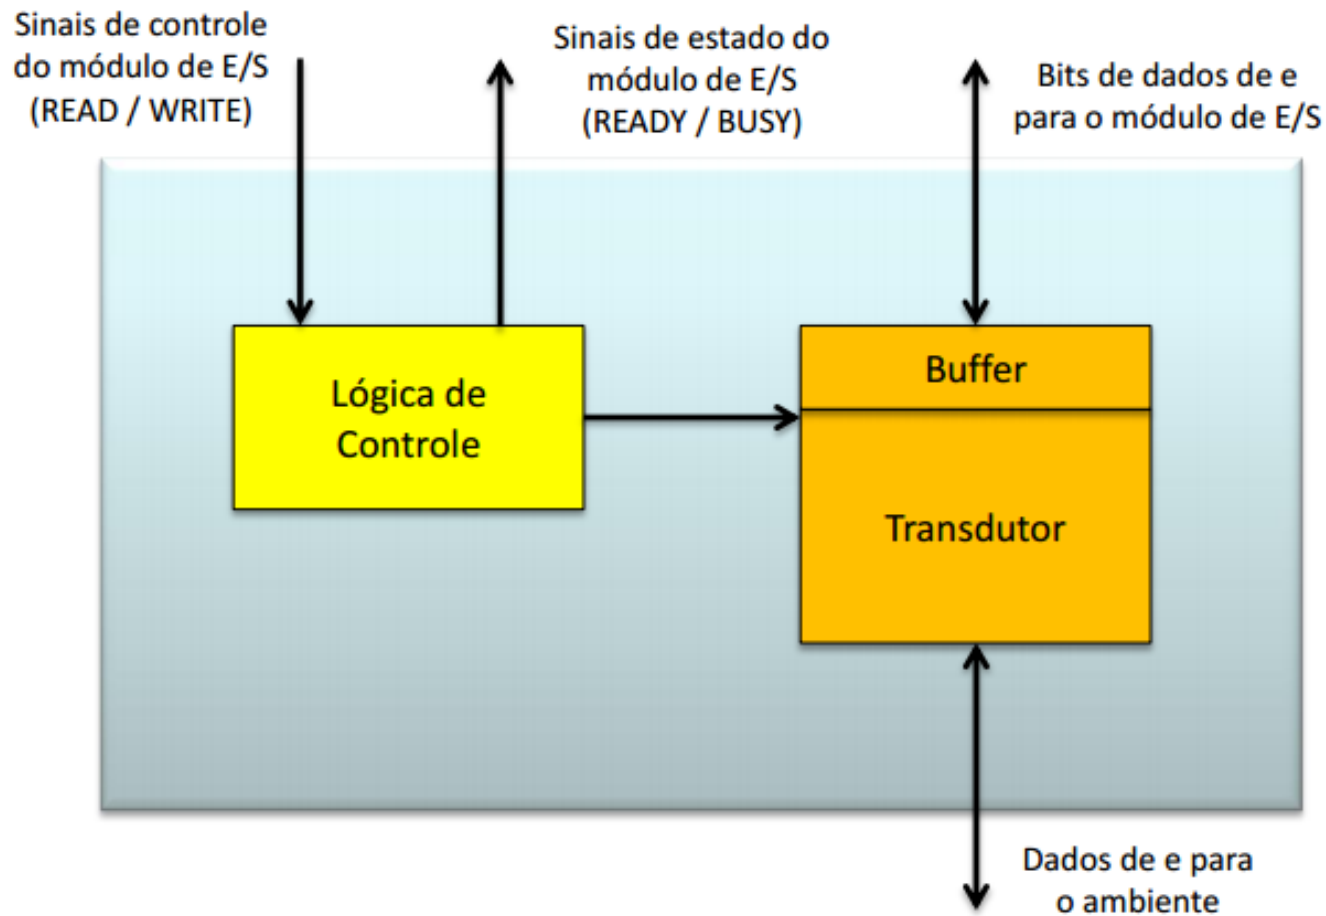 Sinais de controle
do módulo de E/S
(READ / WRITE)
Sinais de estado do
módulo de E/S
(READY / BUSY)
Bits de dados de e
para o módulo de E/S
Lógica de
Controle
Buffer
Transdutor
Dados de e para
o ambiente